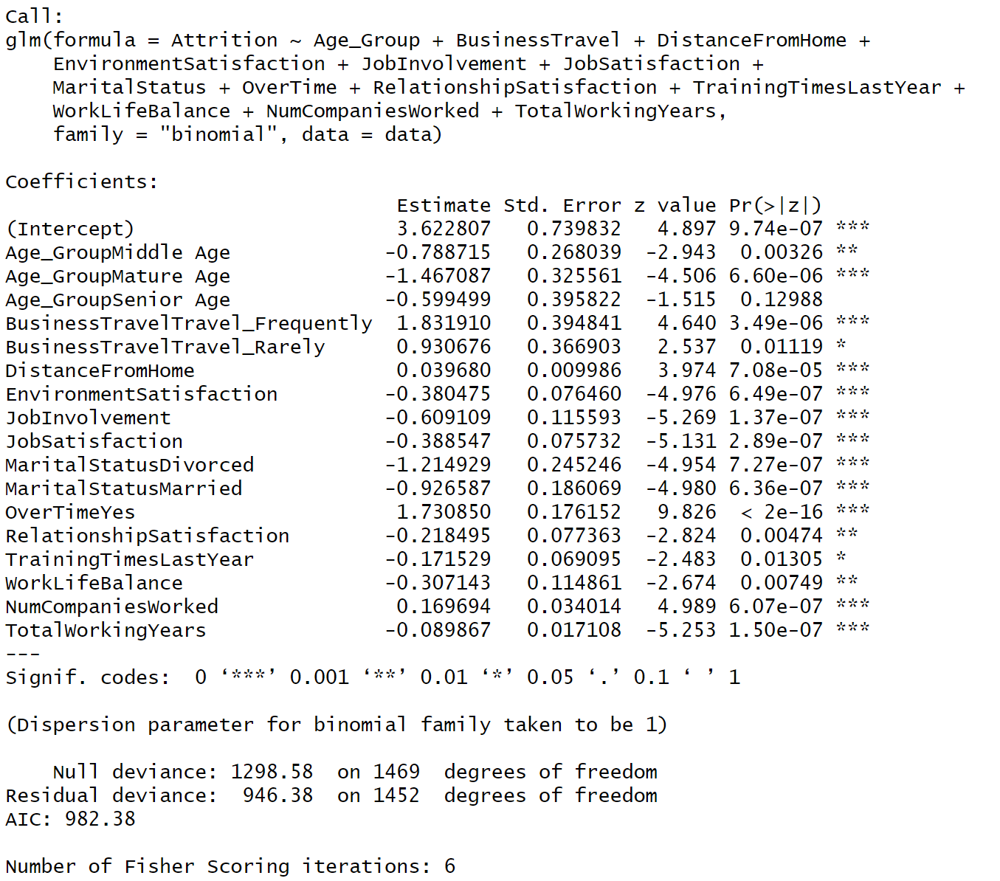 Call:
glm(formula = Attrition ~ Age_Group + BusinessTravel + DistanceFromHome +
    EnvironmentSatisfaction + JobInvolvement + JobSatisfaction +
    MaritalStatus + OverTime + RelationshipSatisfaction + TrainingTimesLastYear +
    WorkLifeBalance + NumCompaniesWorked + TotalWorkingYears,
    family = "binomial", data = data)

Coefficients:
                                 Estimate Std. Error z value Pr(>|z|)
(Intercept)                      3.622807   0.739832   4.897 9.74e-07 ***
Age_GroupMiddle Age             -0.788715   0.268039  -2.943  0.00326 **
Age_GroupMature Age             -1.467087   0.325561  -4.506 6.60e-06 ***
Age_GroupSenior Age             -0.599499   0.395822  -1.515  0.12988
BusinessTravelTravel_Frequently  1.831910   0.394841   4.640 3.49e-06 ***
BusinessTravelTravel_Rarely      0.930676   0.366903   2.537  0.01119 *
DistanceFromHome                 0.039680   0.009986   3.974 7.08e-05 ***
EnvironmentSatisfaction         -0.380475   0.076460  -4.976 6.49e-07 ***
JobInvolvement                  -0.609109   0.115593  -5.269 1.37e-07 ***
JobSatisfaction                 -0.388547   0.075732  -5.131 2.89e-07 ***
MaritalStatusDivorced           -1.214929   0.245246  -4.954 7.27e-07 ***
MaritalStatusMarried            -0.926587   0.186069  -4.980 6.36e-07 ***
OverTimeYes                      1.730850   0.176152   9.826  < 2e-16 ***
RelationshipSatisfaction        -0.218495   0.077363  -2.824  0.00474 **
TrainingTimesLastYear           -0.171529   0.069095  -2.483  0.01305 *
WorkLifeBalance                 -0.307143   0.114861  -2.674  0.00749 **
NumCompaniesWorked               0.169694   0.034014   4.989 6.07e-07 ***
TotalWorkingYears               -0.089867   0.017108  -5.253 1.50e-07 ***
---
Signif. codes:  0 ‘***’ 0.001 ‘**’ 0.01 ‘*’ 0.05 ‘.’ 0.1 ‘ ’ 1

(Dispersion parameter for binomial family taken to be 1)

    Null deviance: 1298.58  on 1469  degrees of freedom
Residual deviance:  946.38  on 1452  degrees of freedom
AIC: 982.38

Number of Fisher Scoring iterations: 6